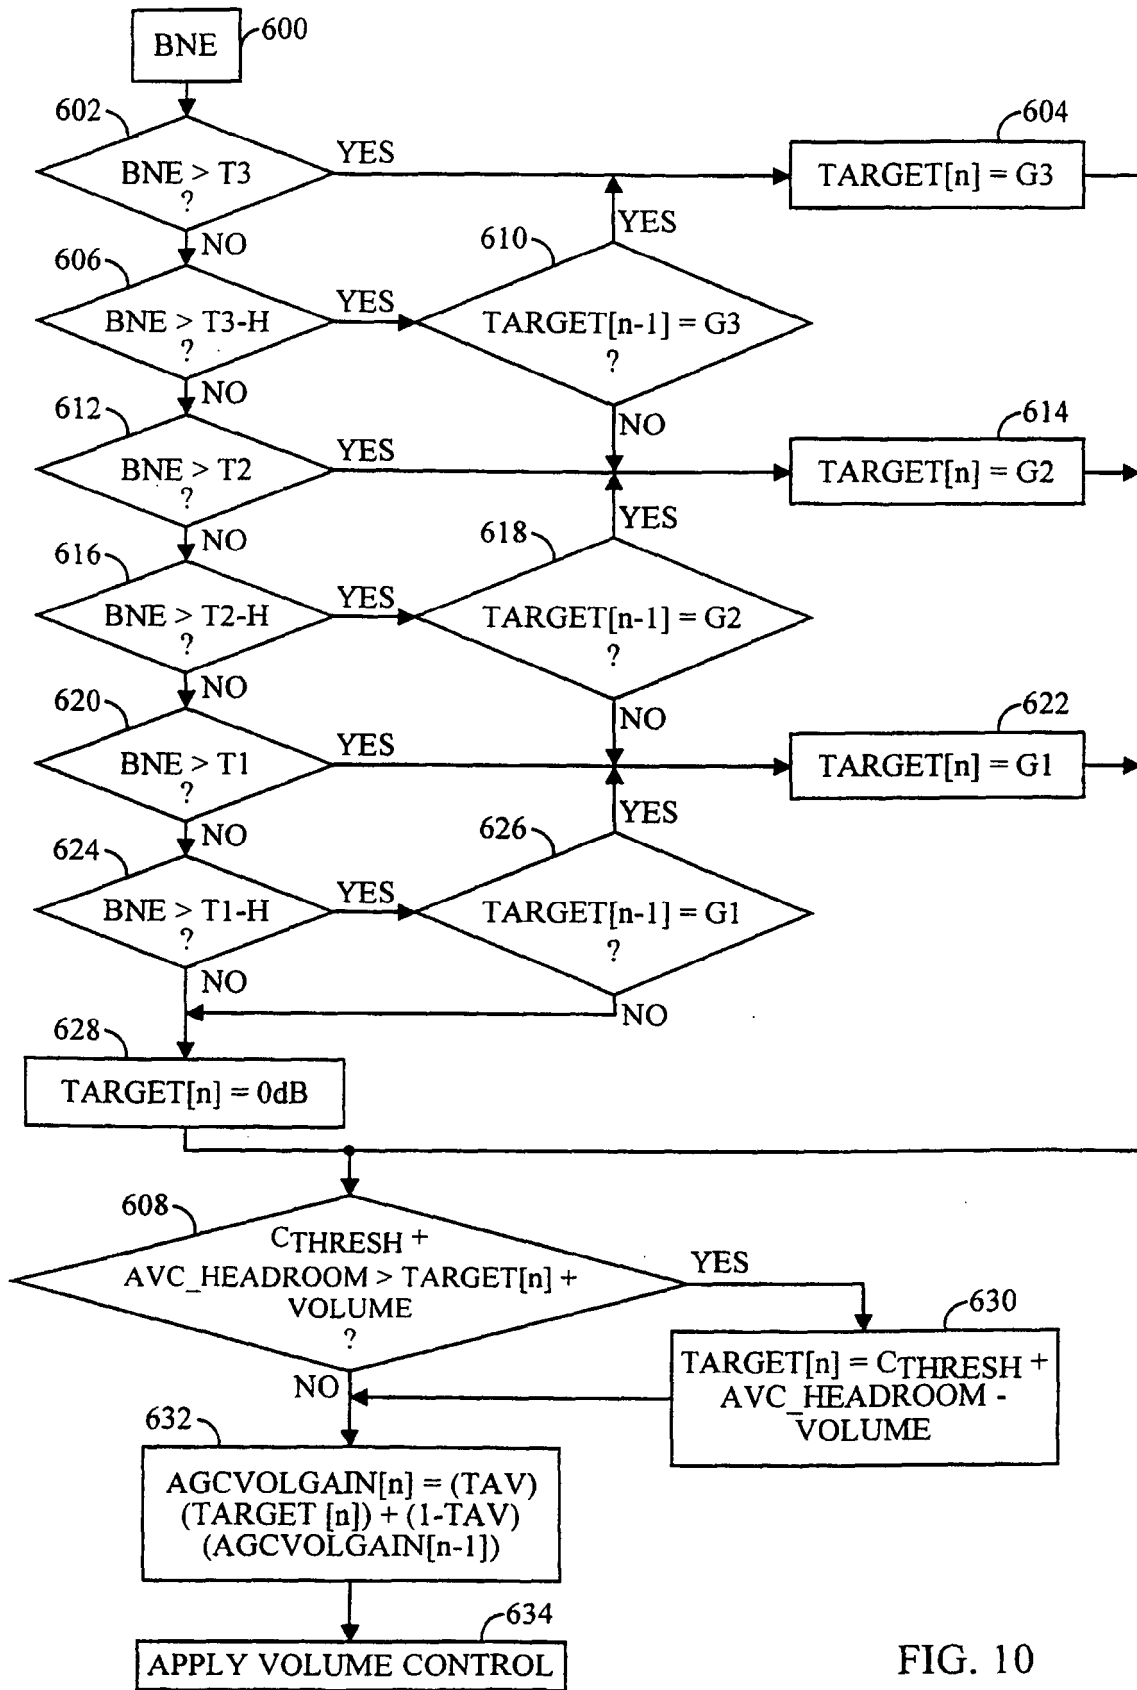 BNE
600
602
BNE > T3
?
YES
NO
604
TARGET[n] = G3
606
BNE > T3-H
?
YES
NO
610
TARGET[n-1] = G3
?
YES
NO
612
BNE > T2
?
YES
NO
614
TARGET[n] = G2
616
BNE > T2-H
?
YES
NO
618
TARGET[n-1] = G2
?
YES
NO
620
BNE > T1
?
YES
NO
622
TARGET[n] = G1
624
BNE > T1-H
?
YES
NO
626
TARGET[n-1] = G1
?
YES
NO
628
TARGET[n] = 0dB
608
CTHRESH +
AVC_HEADROOM > TARGET[n] +
VOLUME
?
YES
NO
630
TARGET[n] = CTHRESH +
AVC_HEADROOM -
VOLUME
632
AGCVOLGAIN[n] = (TAV)
(TARGET [n]) + (1-TAV)
(AGCVOLGAIN[n-1])
634
APPLY VOLUME CONTROL
FIG. 10